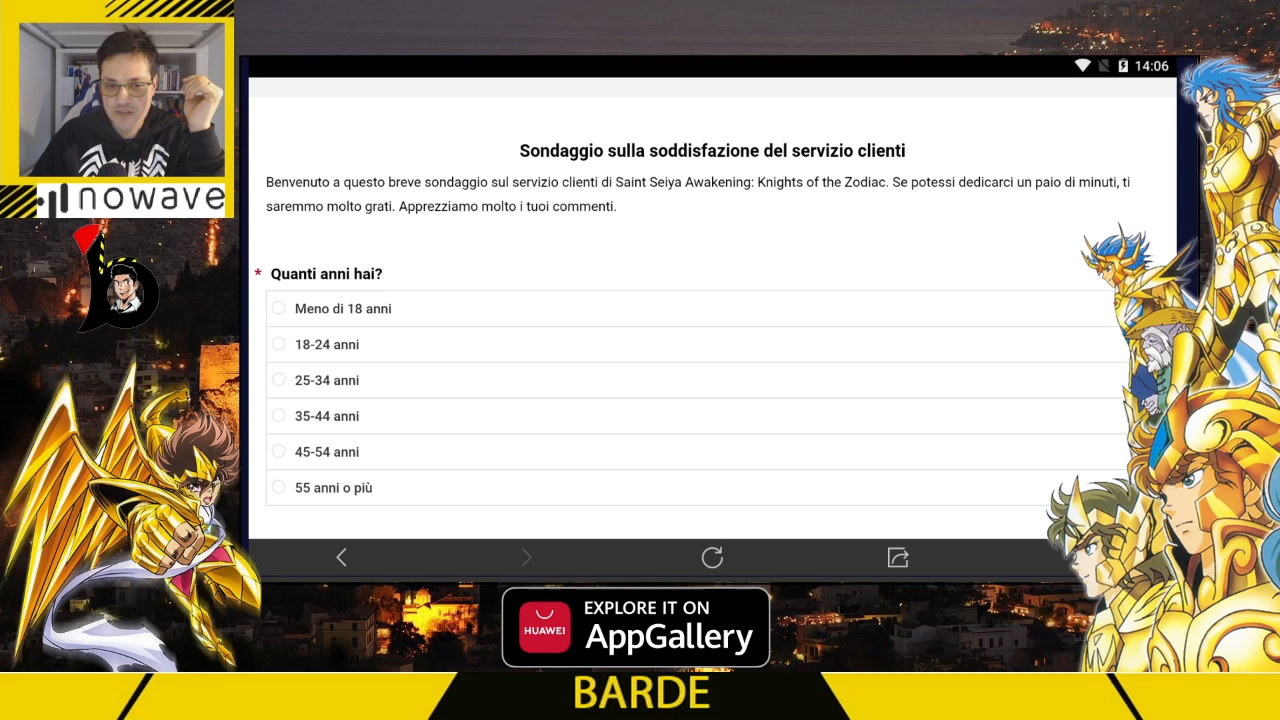 14:06
Sondaggio sulla soddisfazione del servizio clienti
Benvenuto a questo breve sondaggio sul servizio clienti di Saint Seiya Awakening: Knights of the Zodiac. Se potessi dedicarci un paio di minuti, ti
saremmo molto grati. Apprezziamo molto i tuoi commenti.
* Quanti anni hai?
Meno di 18 anni
18-24 anni
25-34 anni
35-44 anni
45-54 anni
55 anni o più
nowave
EXPLORE IT ON
HUAWEI
AppGallery
BARDE